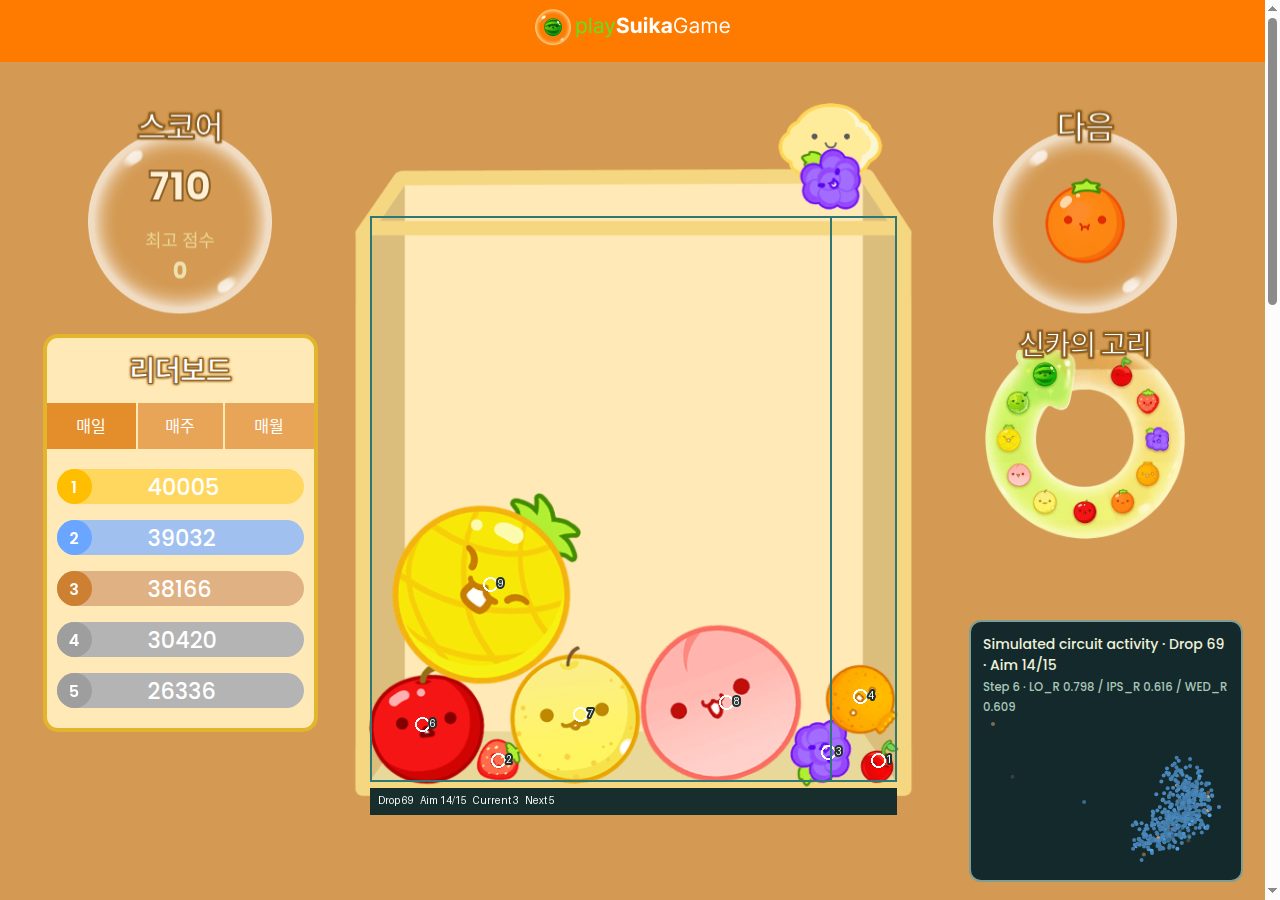 playSuikaGame
스코어
710
최고 점수
0
다음
신카의 고리
리더보드
매일 매주 매월
1 40005
2 39032
3 38166
4 30420
5 26336
9
6
2
7
8
3
4
1
Drop69 Aim 14/15 Current3 Next5
Simulated circuit activity · Drop 69
· Aim 14/15
Step 6 · LO_R 0.798 / IPS_R 0.616 / WED_R
0.609